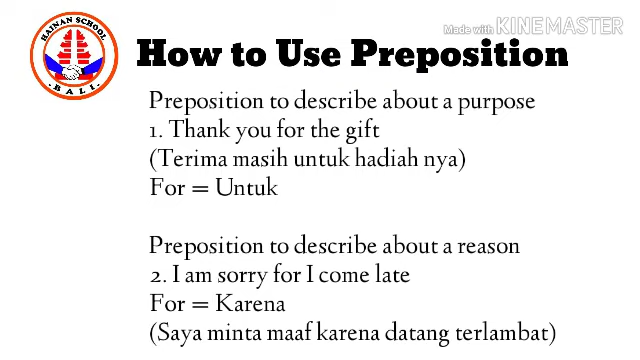 HAINAN SCHOOL
· BALI ·
Made with KINEMASTER
How to Use Preposition
Preposition to describe about a purpose
1. Thank you for the gift
(Terima masih untuk hadiah nya)
For = Untuk
Preposition to describe about a reason
2. I am sorry for I come late
For = Karena
(Saya minta maaf karena datang terlambat)